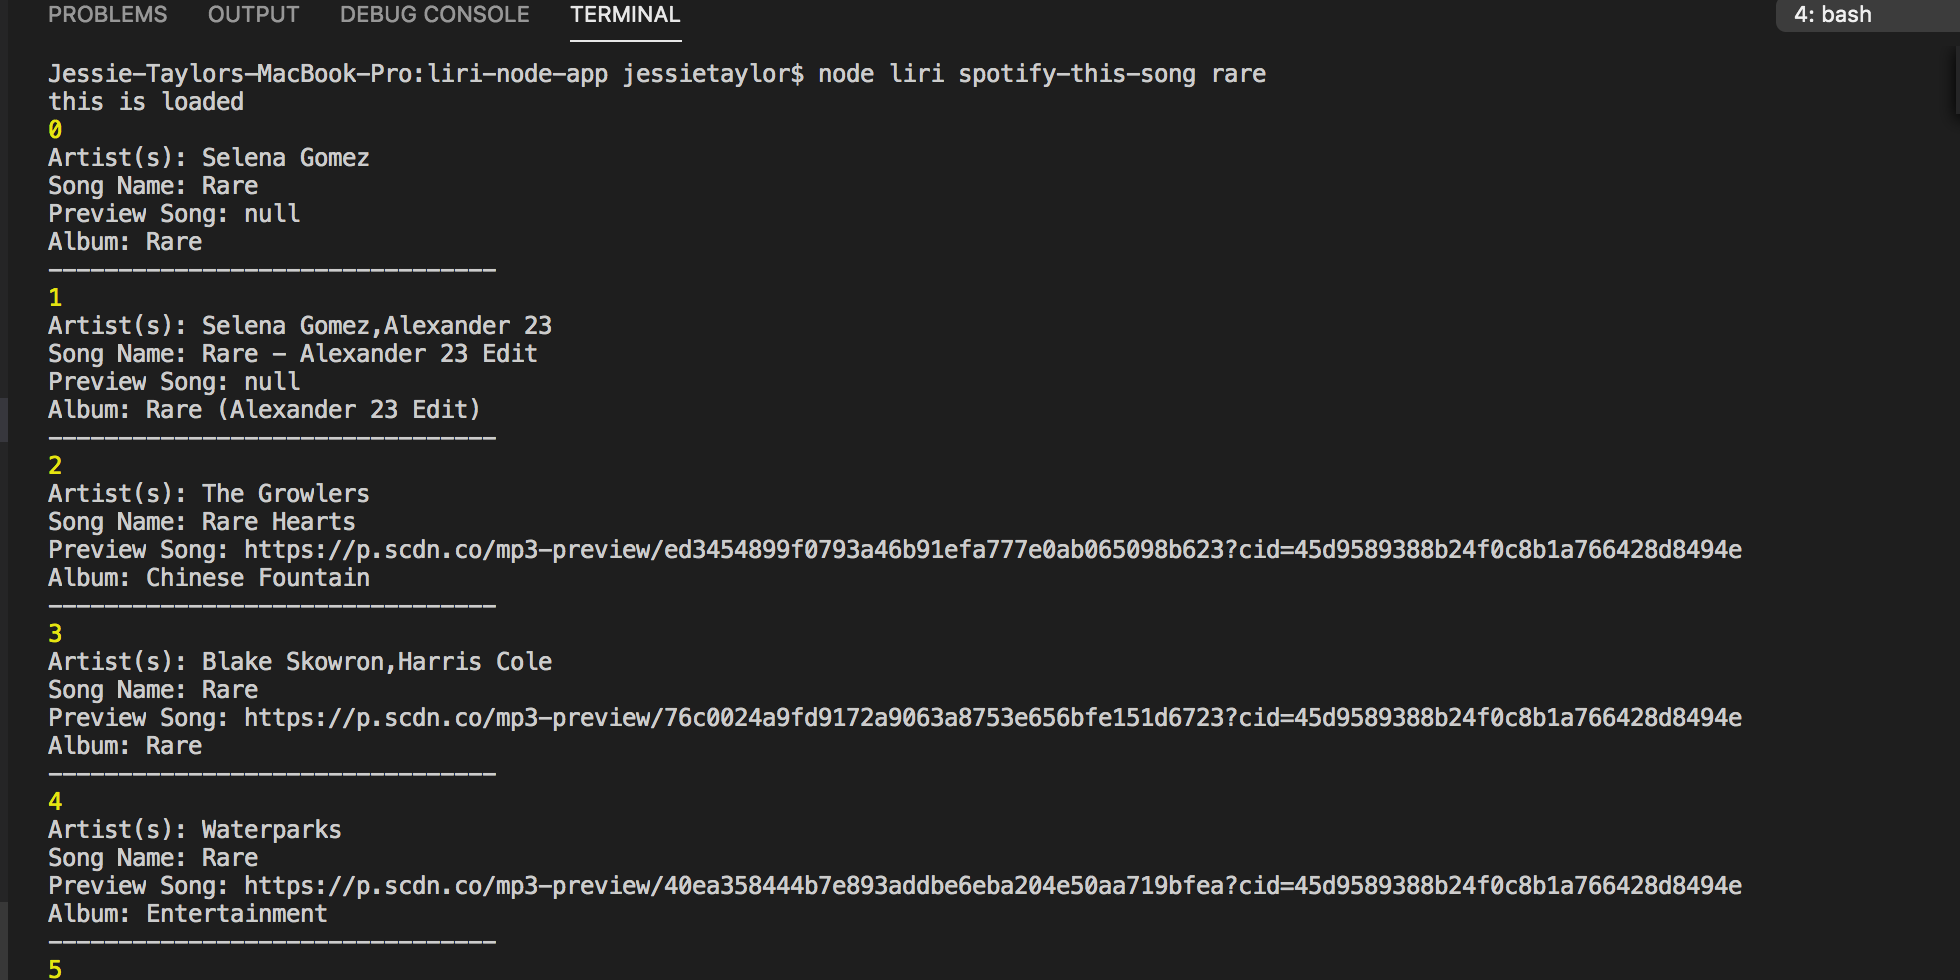 PROBLEMS OUTPUT DEBUG CONSOLE TERMINAL 4: bash
Jessie-Taylors-MacBook-Pro:liri-node-app jessietaylor$ node liri spotify-this-song rare
this is loaded
0
Artist(s): Selena Gomez
Song Name: Rare
Preview Song: null
Album: Rare
--------------------------------
1
Artist(s): Selena Gomez,Alexander 23
Song Name: Rare - Alexander 23 Edit
Preview Song: null
Album: Rare (Alexander 23 Edit)
--------------------------------
2
Artist(s): The Growlers
Song Name: Rare Hearts
Preview Song: https://p.scdn.co/mp3-preview/ed3454899f0793a46b91efa777e0ab065098b623?cid=45d9589388b24f0c8b1a766428d8494e
Album: Chinese Fountain
--------------------------------
3
Artist(s): Blake Skowron,Harris Cole
Song Name: Rare
Preview Song: https://p.scdn.co/mp3-preview/76c0024a9fd9172a9063a8753e656bfe151d6723?cid=45d9589388b24f0c8b1a766428d8494e
Album: Rare
--------------------------------
4
Artist(s): Waterparks
Song Name: Rare
Preview Song: https://p.scdn.co/mp3-preview/40ea358444b7e893addbe6eba204e50aa719bfea?cid=45d9589388b24f0c8b1a766428d8494e
Album: Entertainment
--------------------------------
5